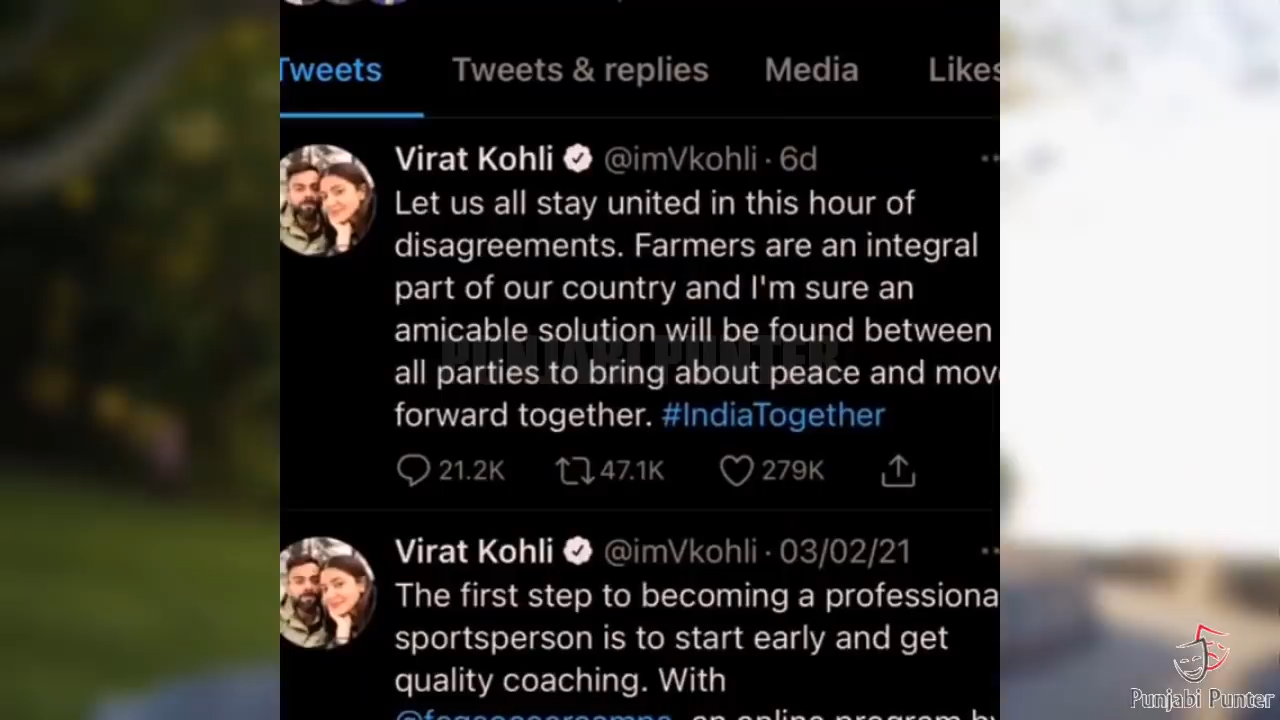 Tweets Tweets & replies Media Likes
Virat Kohli @imVkohli · 6d
Let us all stay united in this hour of
disagreements. Farmers are an integral
part of our country and I'm sure an
amicable solution will be found between
all parties to bring about peace and mov
forward together. #IndiaTogether
21.2K 47.1K 279K
Virat Kohli @imVkohli · 03/02/21
The first step to becoming a professiona
sportsperson is to start early and get
quality coaching. With
PUNJABI PUNTER
Punjabi Punter